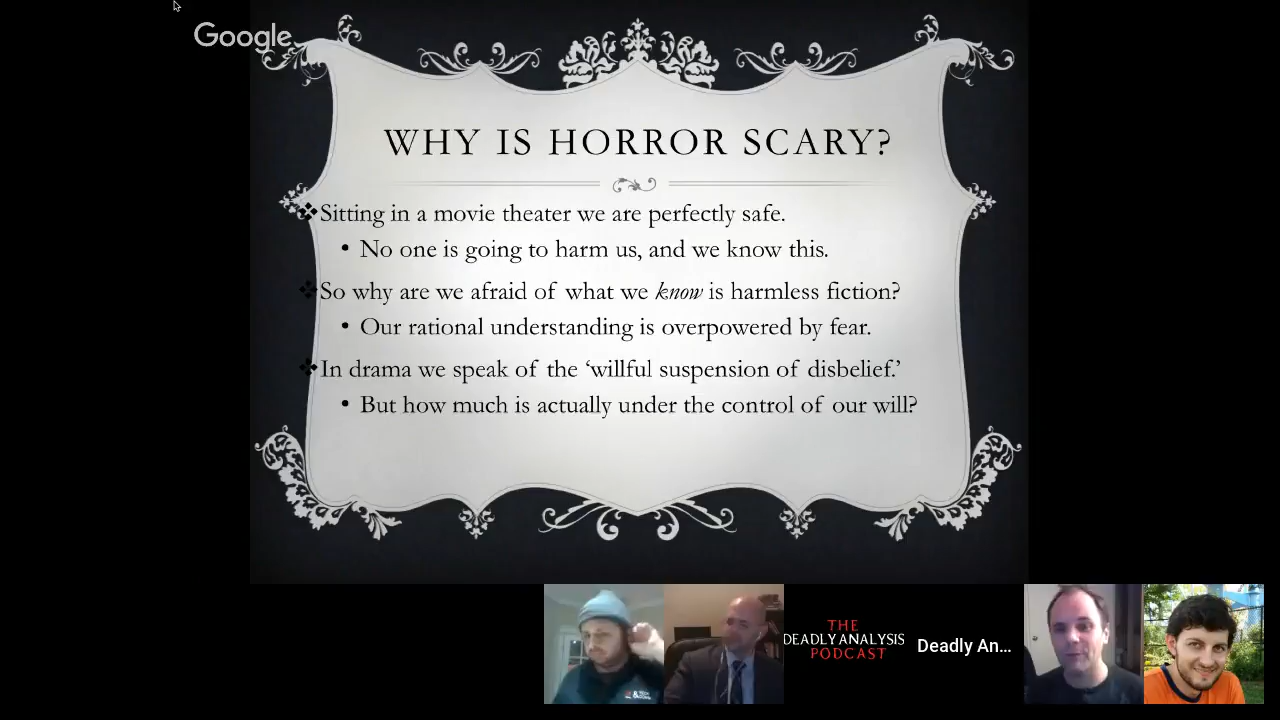 Google
WHY IS HORROR SCARY?
❖Sitting in a movie theater we are perfectly safe.
• No one is going to harm us, and we know this.
❖So why are we afraid of what we know is harmless fiction?
• Our rational understanding is overpowered by fear.
❖In drama we speak of the ‘willful suspension of disbelief.’
• But how much is actually under the control of our will?
THE
DEADLY ANALYSIS
PODCAST
Deadly An...